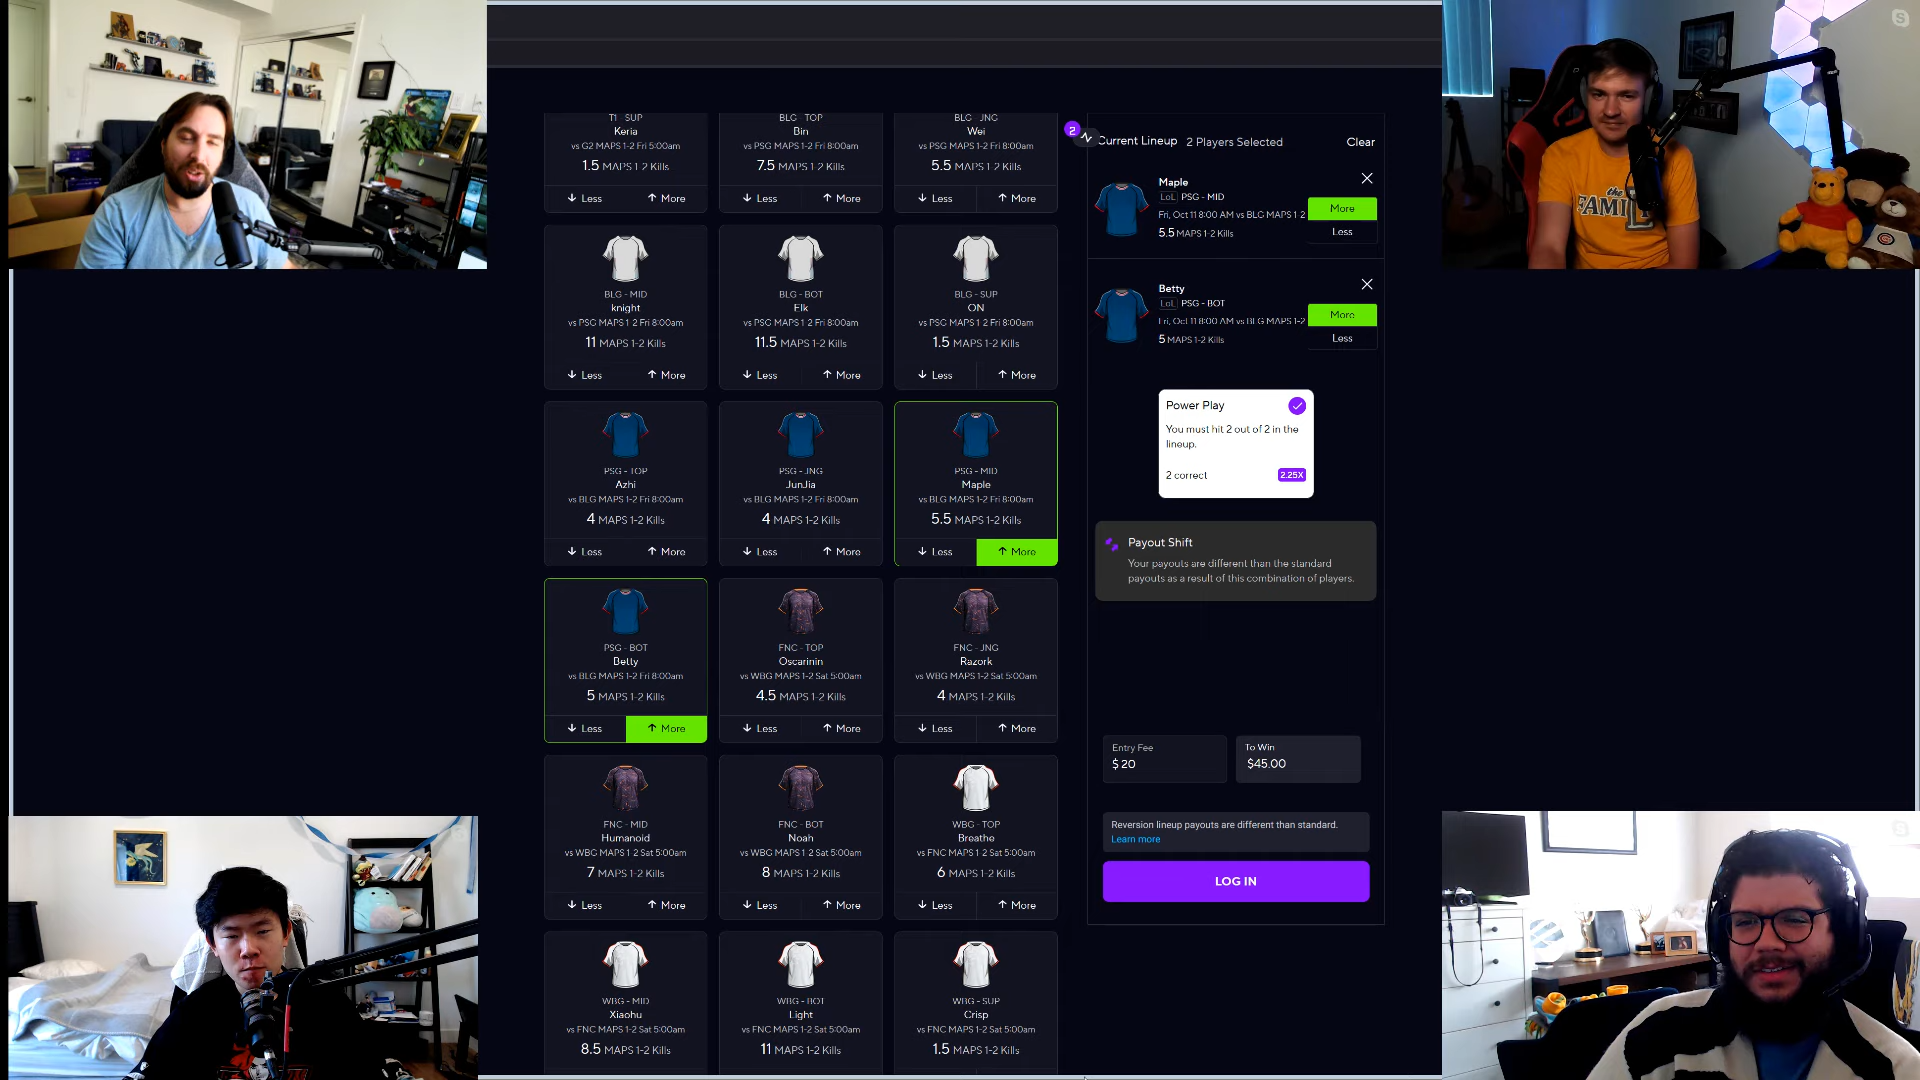 T1 - SUP
Keria
vs G2 MAPS 1-2 Fri 5:00am
1.5 MAPS 1-2 Kills
Less More
BLG - TOP
Bin
vs PSG MAPS 1-2 Fri 8:00am
7.5 MAPS 1-2 Kills
Less More
BLG - JNG
Wei
vs PSG MAPS 1-2 Fri 8:00am
5.5 MAPS 1-2 Kills
Less More
BLG - MID
knight
vs PSG MAPS 1-2 Fri 8:00am
11 MAPS 1-2 Kills
Less More
BLG - BOT
Elk
vs PSG MAPS 1-2 Fri 8:00am
11.5 MAPS 1-2 Kills
Less More
BLG - SUP
ON
vs PSG MAPS 1-2 Fri 8:00am
1.5 MAPS 1-2 Kills
Less More
PSG - TOP
Azhi
vs BLG MAPS 1-2 Fri 8:00am
4 MAPS 1-2 Kills
Less More
PSG - JNG
JunJia
vs BLG MAPS 1-2 Fri 8:00am
4 MAPS 1-2 Kills
Less More
PSG - MID
Maple
vs BLG MAPS 1-2 Fri 8:00am
5.5 MAPS 1-2 Kills
Less More
PSG - BOT
Betty
vs BLG MAPS 1-2 Fri 8:00am
5 MAPS 1-2 Kills
Less More
FNC - TOP
Oscarinin
vs WBG MAPS 1-2 Sat 5:00am
4.5 MAPS 1-2 Kills
Less More
FNC - JNG
Razork
vs WBG MAPS 1-2 Sat 5:00am
4 MAPS 1-2 Kills
Less More
FNC - MID
Humanoid
vs WBG MAPS 1-2 Sat 5:00am
7 MAPS 1-2 Kills
Less More
FNC - BOT
Noah
vs WBG MAPS 1-2 Sat 5:00am
8 MAPS 1-2 Kills
Less More
WBG - TOP
Breathe
vs FNC MAPS 1-2 Sat 5:00am
6 MAPS 1-2 Kills
Less More
WBG - MID
Xiaohu
vs FNC MAPS 1-2 Sat 5:00am
8.5 MAPS 1-2 Kills
WBG - BOT
Light
vs FNC MAPS 1-2 Sat 5:00am
11 MAPS 1-2 Kills
WBG - SUP
Crisp
vs FNC MAPS 1-2 Sat 5:00am
1.5 MAPS 1-2 Kills
2
Current Lineup 2 Players Selected Clear
Maple
LoL PSG - MID
Fri, Oct 11 8:00 AM vs BLG MAPS 1-2
5.5 MAPS 1-2 Kills
More
Less
Betty
LoL PSG - BOT
Fri, Oct 11 8:00 AM vs BLG MAPS 1-2
5 MAPS 1-2 Kills
More
Less
Power Play
You must hit 2 out of 2 in the
lineup.
2 correct 2.25X
Payout Shift
Your payouts are different than the standard
payouts as a result of this combination of players.
Entry Fee
$ 20
To Win
$45.00
Reversion lineup payouts are different than standard.
Learn more
LOG IN
the
FAMILY